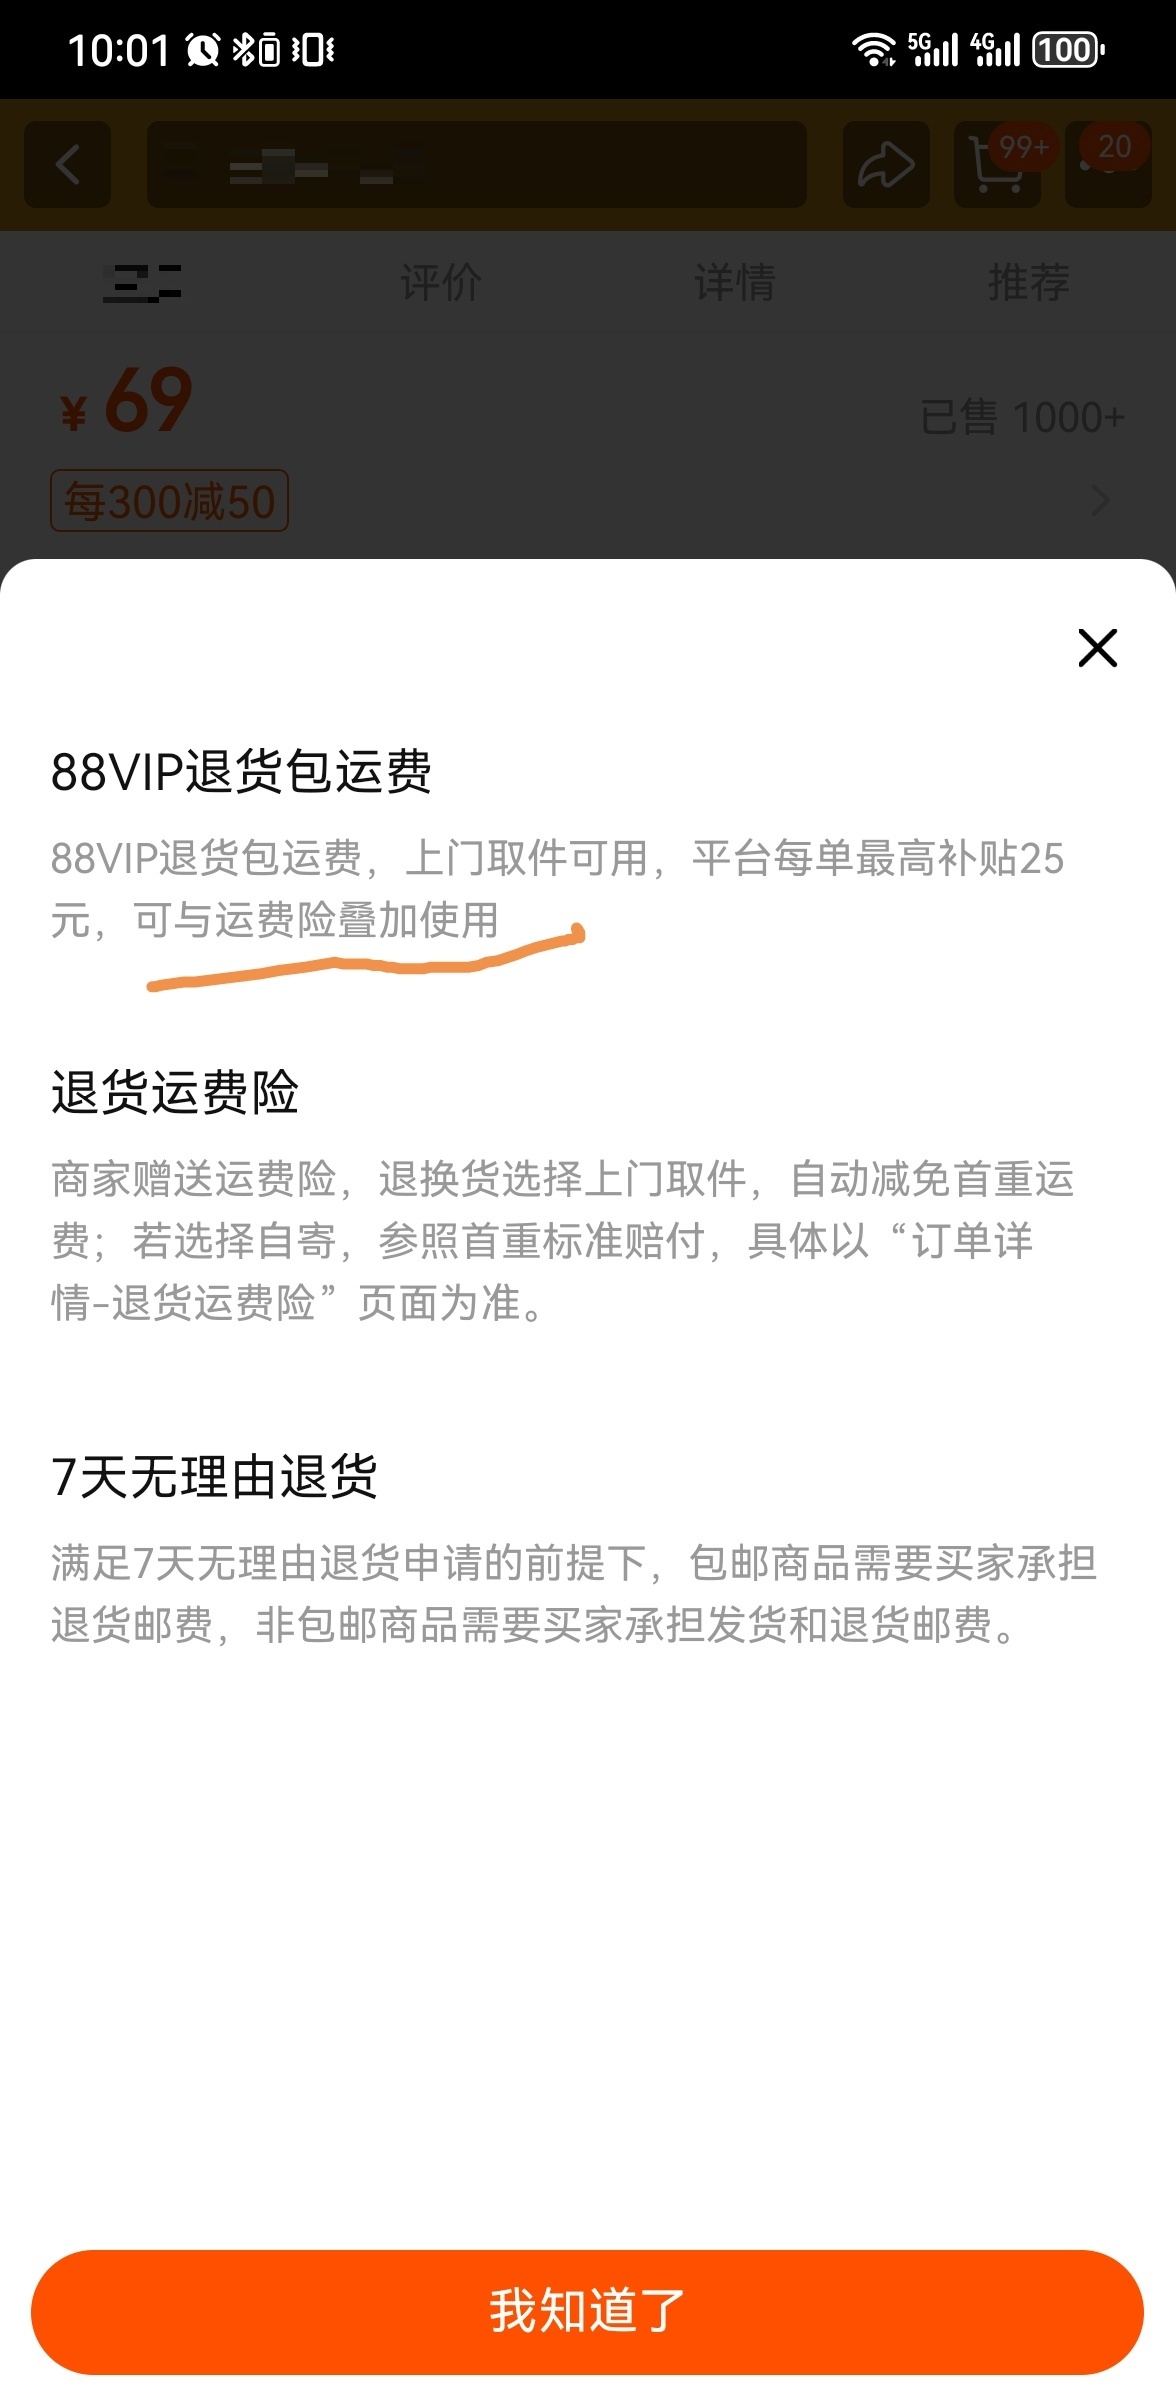 10:01 5G 4G 100
99+ 20
评价 详情 推荐
¥69 已售 1000+
每300减50
88VIP退货包运费
88VIP退货包运费，上门取件可用，平台每单最高补贴25
元，可与运费险叠加使用
退货运费险
商家赠送运费险，退换货选择上门取件，自动减免首重运
费；若选择自寄，参照首重标准赔付，具体以“订单详
情-退货运费险”页面为准。
7天无理由退货
满足7天无理由退货申请的前提下，包邮商品需要买家承担
退货邮费，非包邮商品需要买家承担发货和退货邮费。
我知道了